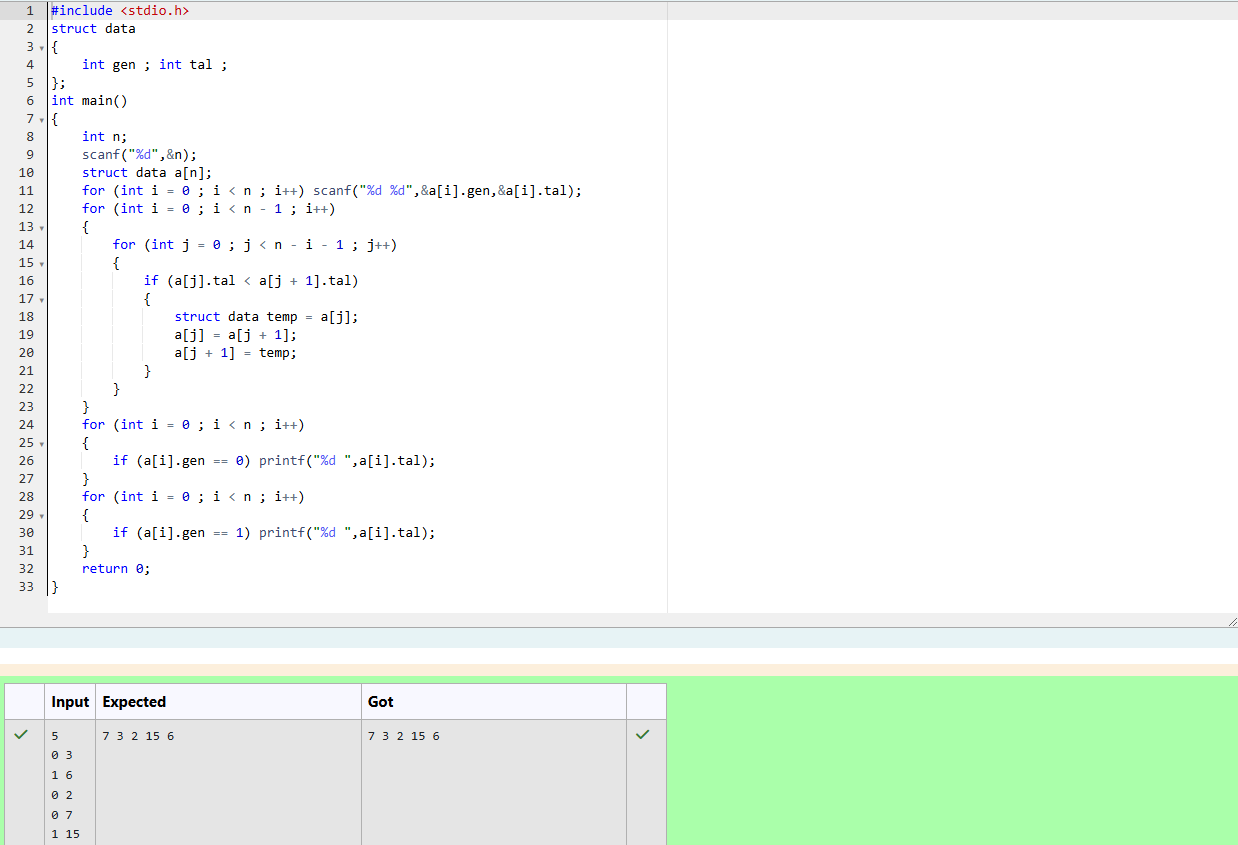 1 #include <stdio.h>
2 struct data
3 {
4     int gen ; int tal ;
5 };
6 int main()
7 {
8     int n;
9     scanf("%d",&n);
10     struct data a[n];
11     for (int i = 0 ; i < n ; i++) scanf("%d %d",&a[i].gen,&a[i].tal);
12     for (int i = 0 ; i < n - 1 ; i++)
13     {
14         for (int j = 0 ; j < n - i - 1 ; j++)
15         {
16             if (a[j].tal < a[j + 1].tal)
17             {
18                 struct data temp = a[j];
19                 a[j] = a[j + 1];
20                 a[j + 1] = temp;
21             }
22         }
23     }
24     for (int i = 0 ; i < n ; i++)
25     {
26         if (a[i].gen == 0) printf("%d ",a[i].tal);
27     }
28     for (int i = 0 ; i < n ; i++)
29     {
30         if (a[i].gen == 1) printf("%d ",a[i].tal);
31     }
32     return 0;
33 }
Input Expected Got
5 7 3 2 15 6 7 3 2 15 6
0 3
1 6
0 2
0 7
1 15